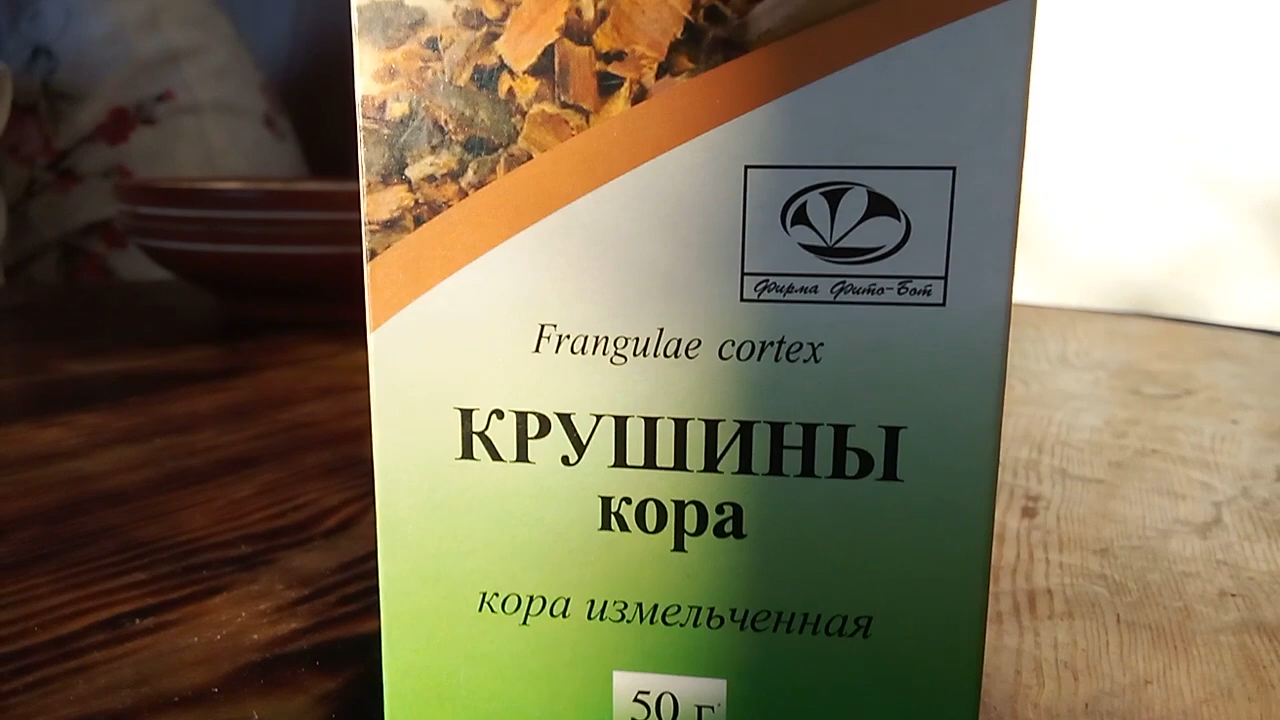 Фирма Фито-Бот
Frangulae cortex
КРУШИНЫ
кора
кора измельченная
50 г